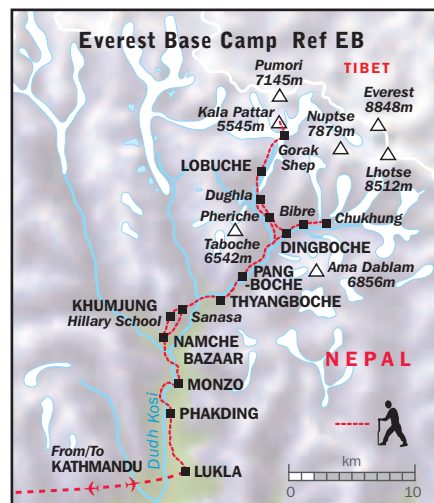 Everest Base Camp Ref EB
Pumori
7145m
TIBET
Kala Pattar
5545m
Everest
8848m
Nuptse
7879m
Gorak
Shep
Lhotse
8512m
LOBUCHE
Dughla
Pheriche
Bibre
Chukhung
Taboche
6542m
DINGBOCHE
PANG
-BOCHE
Ama Dablam
6856m
THYANGBOCHE
KHUMJUNG
Hillary School
Sanasa
NAMCHE
BAZAAR
NEPAL
MONZO
PHAKDING
Dudh Kosi
From/To
KATHMANDU
LUKLA
km
0
10